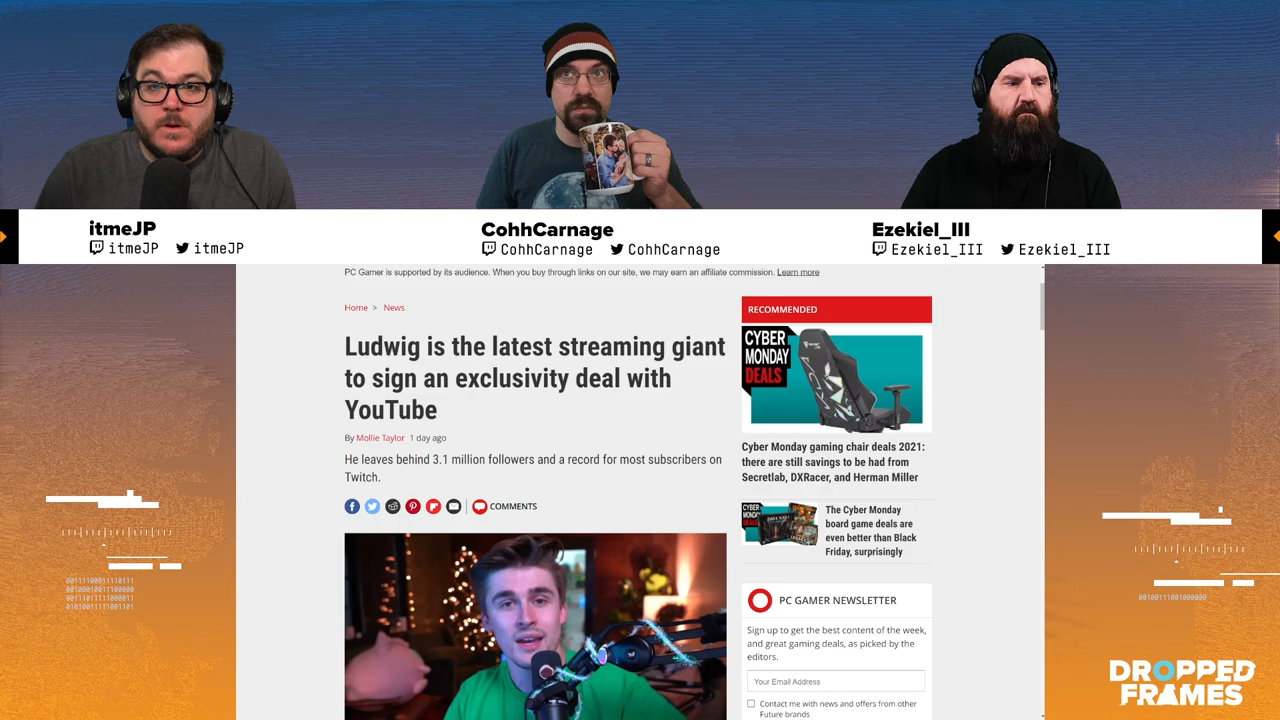 itmeJP
itmeJP itmeJP
CohhCarnage
CohhCarnage CohhCarnage
Ezekiel_III
Ezekiel_III Ezekiel_III
PC Gamer is supported by its audience. When you buy through links on our site, we may earn an affiliate commission. Learn more
Home > News
Ludwig is the latest streaming giant
to sign an exclusivity deal with
YouTube
By Mollie Taylor 1 day ago
He leaves behind 3.1 million followers and a record for most subscribers on
Twitch.
COMMENTS
RECOMMENDED
CYBER
MONDAY
DEALS
Cyber Monday gaming chair deals 2021:
there are still savings to be had from
Secretlab, DXRacer, and Herman Miller
CYBER
MONDAY
DEALS
The Cyber Monday
board game deals are
even better than Black
Friday, surprisingly
PC GAMER NEWSLETTER
Sign up to get the best content of the week,
and great gaming deals, as picked by the
editors.
Your Email Address
Contact me with news and offers from other
Future brands
DROPPED
FRAMES